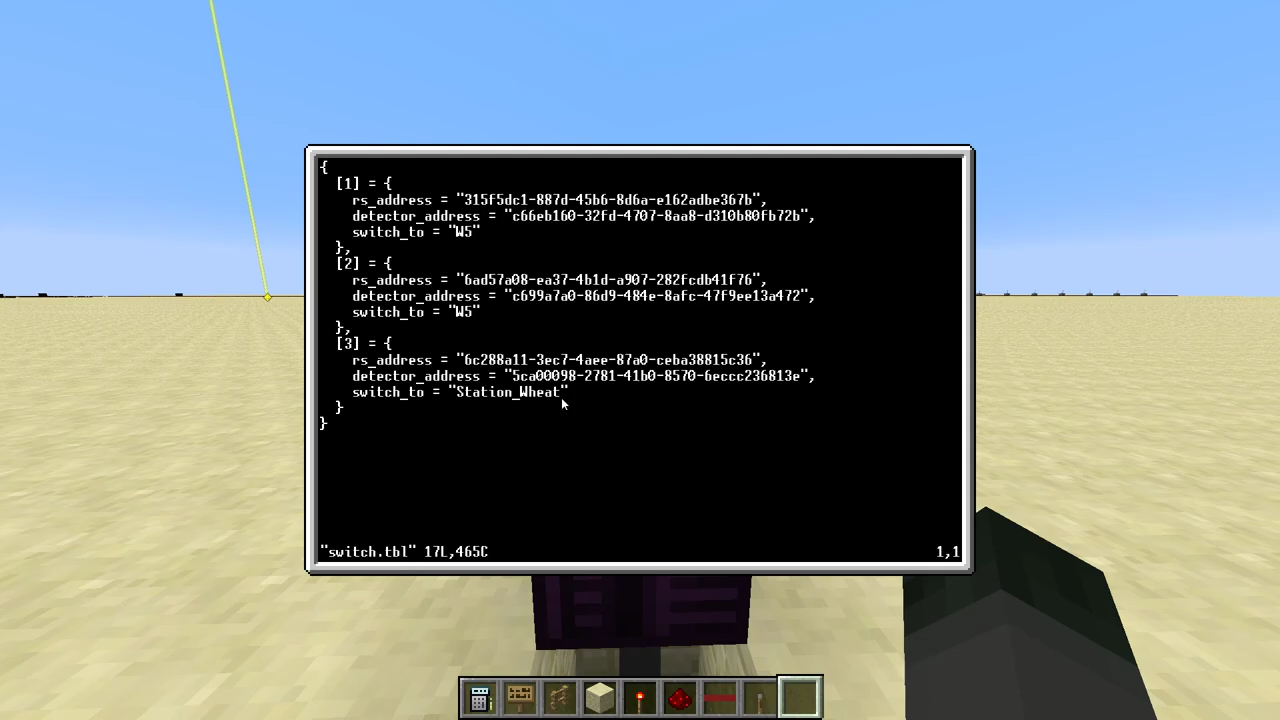 {
[1] = {
rs_address = "315f5dc1-887d-45b6-8d6a-e162adbe367b",
detector_address = "c66eb160-32fd-4707-8aa8-d310b80fb72b",
switch_to = "W5"
},
[2] = {
rs_address = "6ad57a08-ea37-4b1d-a907-282fcdb41f76",
detector_address = "c699a7a0-86d9-484e-8afc-47f9ee13a472",
switch_to = "W5"
},
[3] = {
rs_address = "6c288a11-3ec7-4aee-87a0-ceba38815c36",
detector_address = "5ca00098-2781-41b0-8570-6eccc236813e",
switch_to = "Station_Wheat"
}
}
"switch.tbl" 17L,465C 1,1